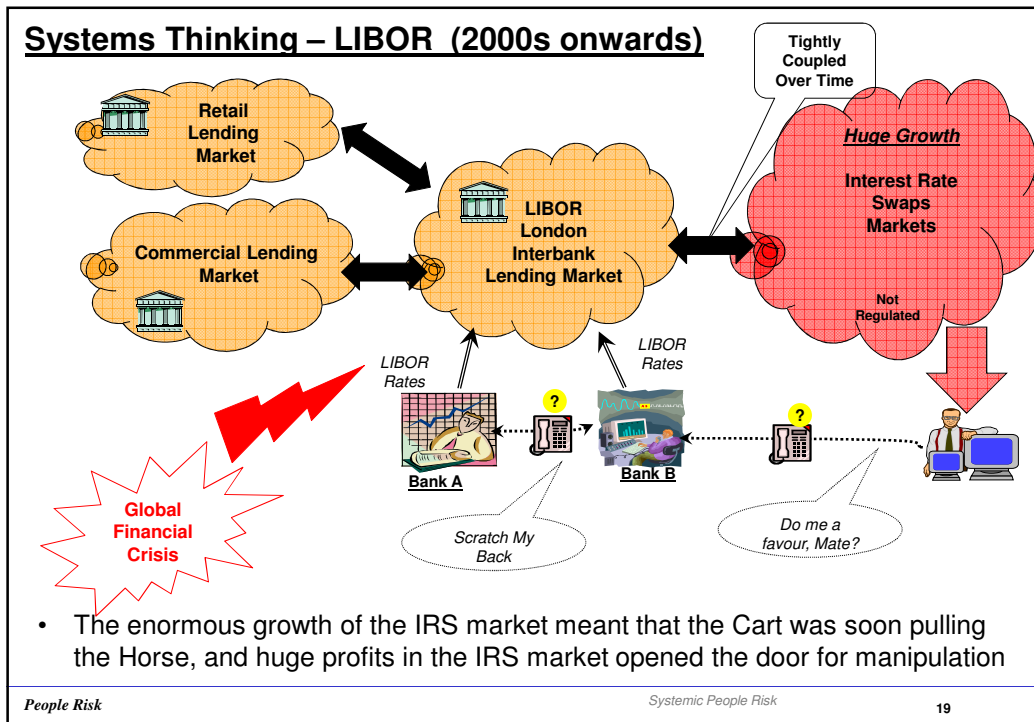 Systems Thinking – LIBOR (2000s onwards)
Tightly
Coupled
Over Time
Retail
Lending
Market
Huge Growth
Interest Rate
Swaps
Markets
LIBOR
London
Interbank
Lending Market
Commercial Lending
Market
Not
Regulated
LIBOR
Rates
LIBOR
Rates
?
?
Bank A
Bank B
Global
Financial
Crisis
Scratch My
Back
Do me a
favour, Mate?
• The enormous growth of the IRS market meant that the Cart was soon pulling
the Horse, and huge profits in the IRS market opened the door for manipulation
People Risk
Systemic People Risk
19